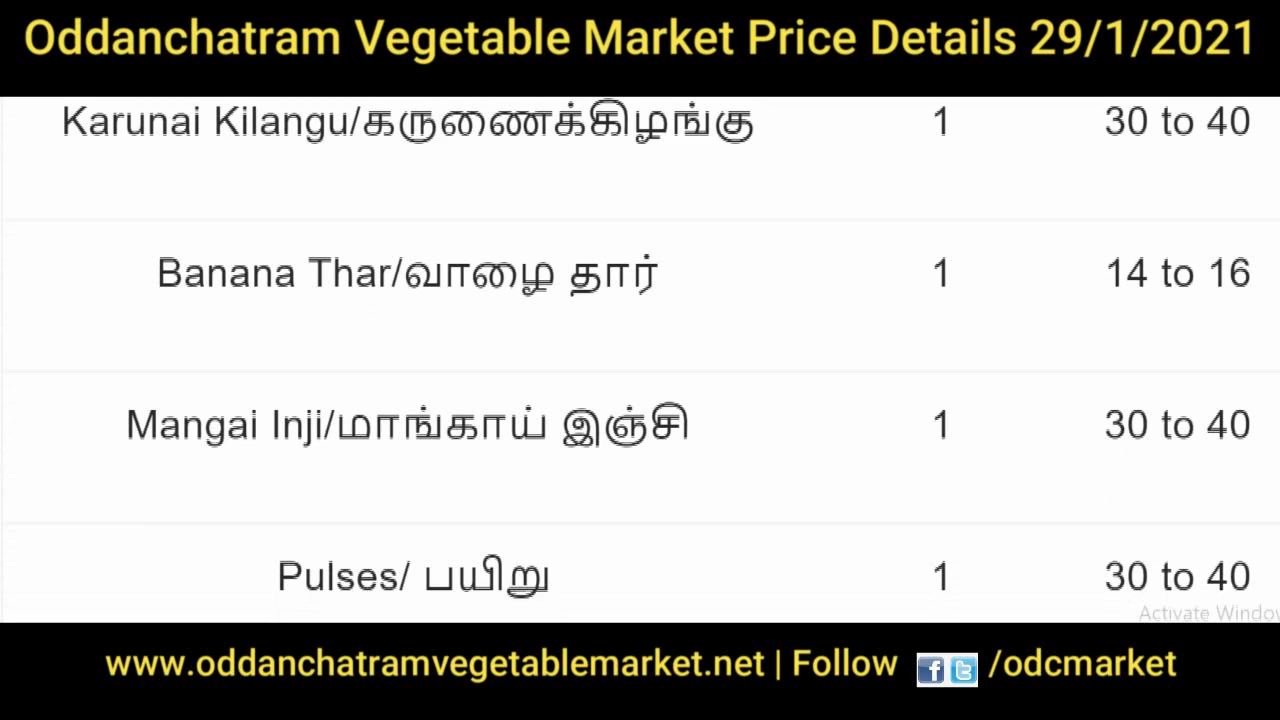 Oddanchatram Vegetable Market Price Details 29/1/2021
Karunai Kilangu/கருணைக்கிழங்கு 1 30 to 40
Banana Thar/வாழை தார் 1 14 to 16
Mangai Inji/மாங்காய் இஞ்சி 1 30 to 40
Pulses/ பயிறு 1 30 to 40
Activate
www.oddanchatramvegetablemarket.net | Follow /odcmarket